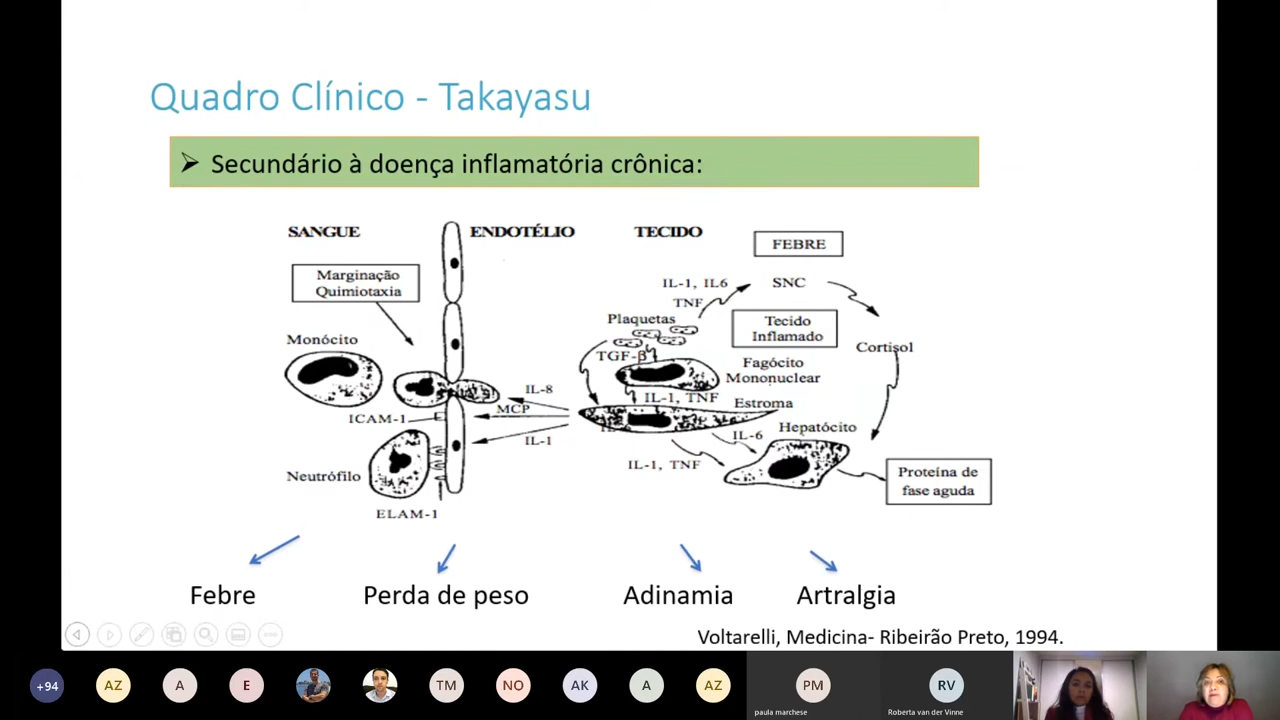 Quadro Clínico - Takayasu
➢ Secundário à doença inflamatória crônica:
SANGUE
ENDOTÉLIO
TECIDO
FEBRE
Marginação
Quimiotaxia
IL-1, IL6
TNF
SNC
Plaquetas
Tecido
Inflamado
Monócito
TGF-β
Cortisol
Fagócito
Mononuclear
IL-8
IL-1, TNF
Estroma
MCP
ICAM-1
IL-1
IL-6
Hepatócito
IL-1, TNF
Neutrófilo
Proteína de
fase aguda
ELAM-1
Febre
Perda de peso
Adinamia
Artralgia
Voltarelli, Medicina- Ribeirão Preto, 1994.
+94
AZ
A
E
TM
NO
AK
A
AZ
PM
RV
paula marchese
Roberta van der Vinne